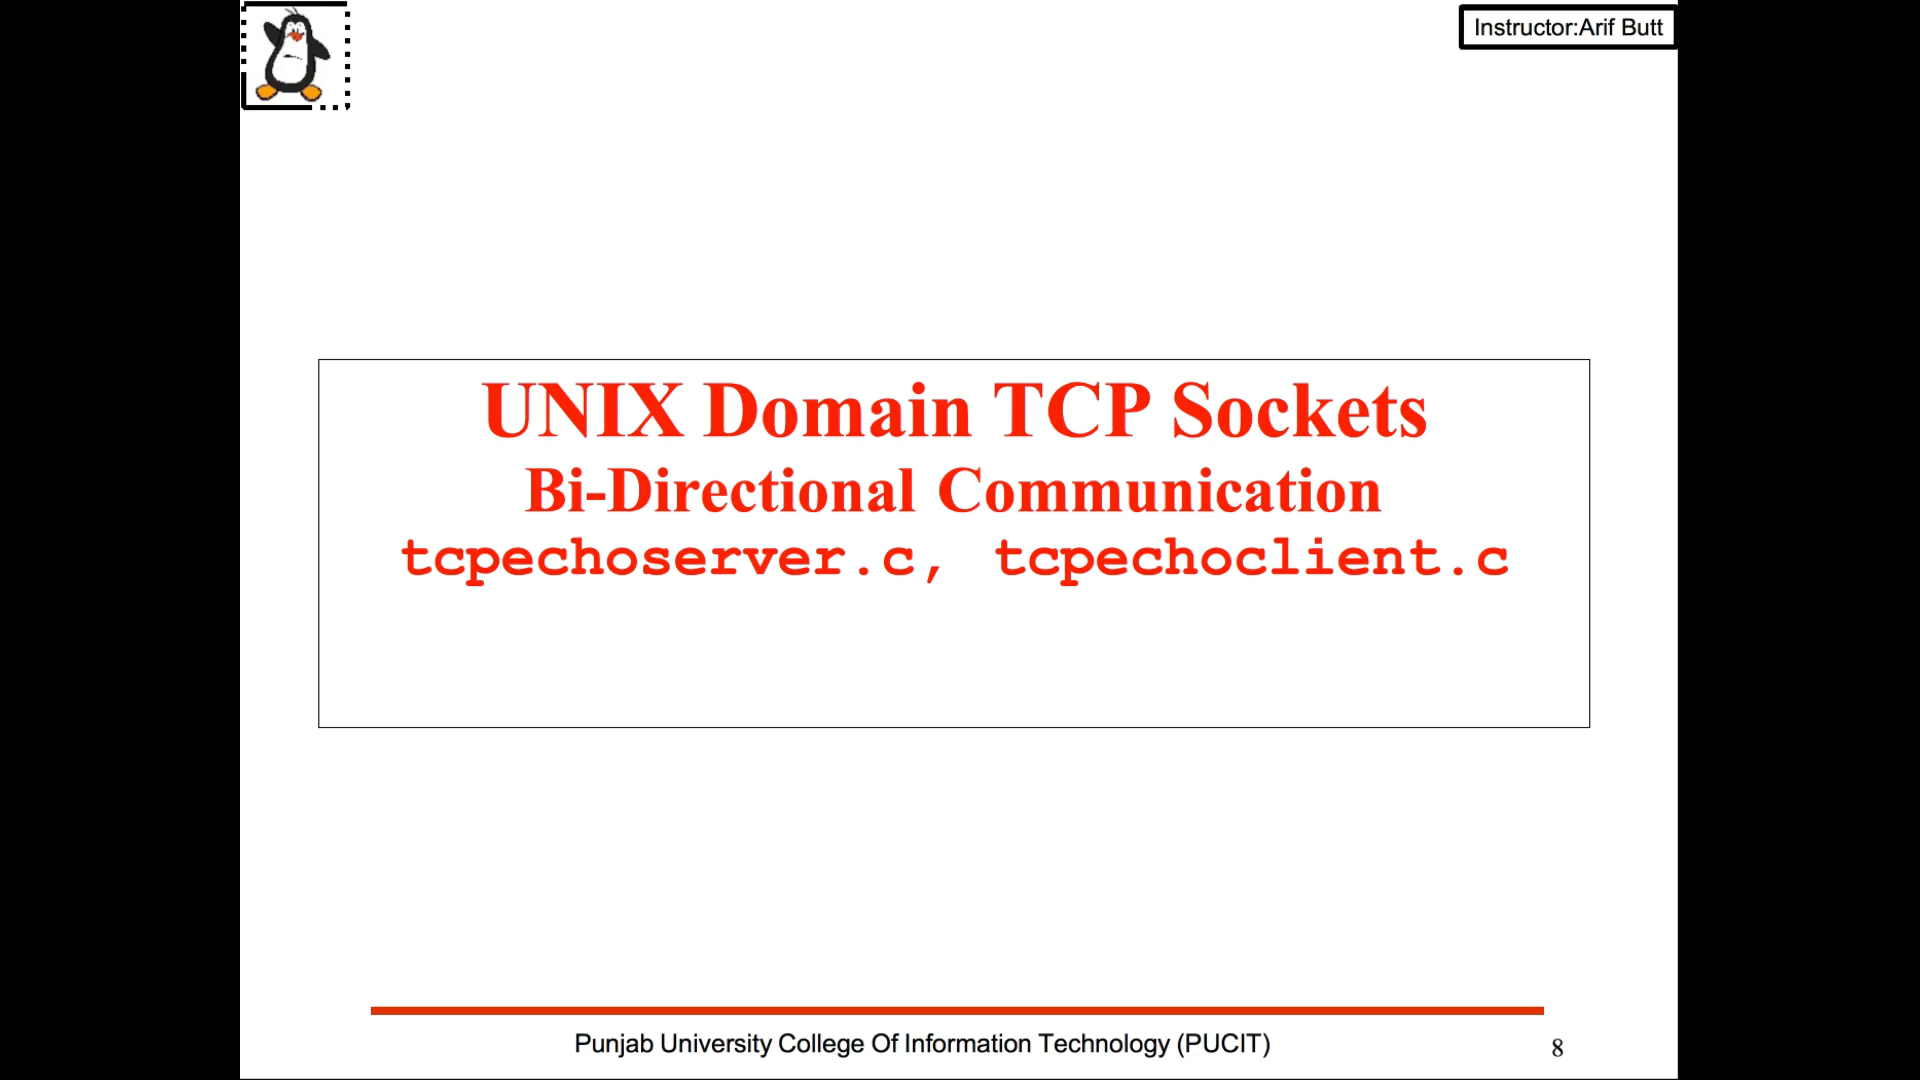 Instructor:Arif Butt
UNIX Domain TCP Sockets
Bi-Directional Communication
tcpechoserver.c, tcpechoclient.c
Punjab University College Of Information Technology (PUCIT)
8